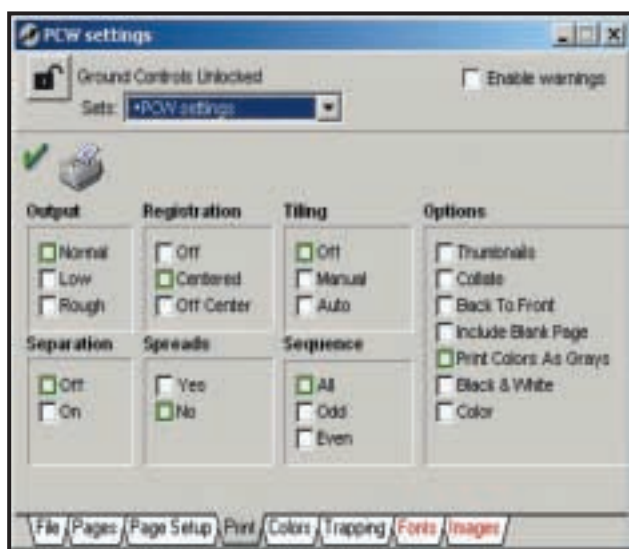 PCW settings
Ground Controls Unlocked
Enable warnings
Sets: •PCW settings
Output
Normal
Low
Rough
Registration
Off
Centered
Off Center
Tiling
Off
Manual
Auto
Options
Thumbnails
Collate
Back To Front
Include Blank Page
Print Colors As Grays
Black & White
Color
Separation
Off
On
Spreads
Yes
No
Sequence
All
Odd
Even
File Pages Page Setup Print Colors Trapping Fonts Images